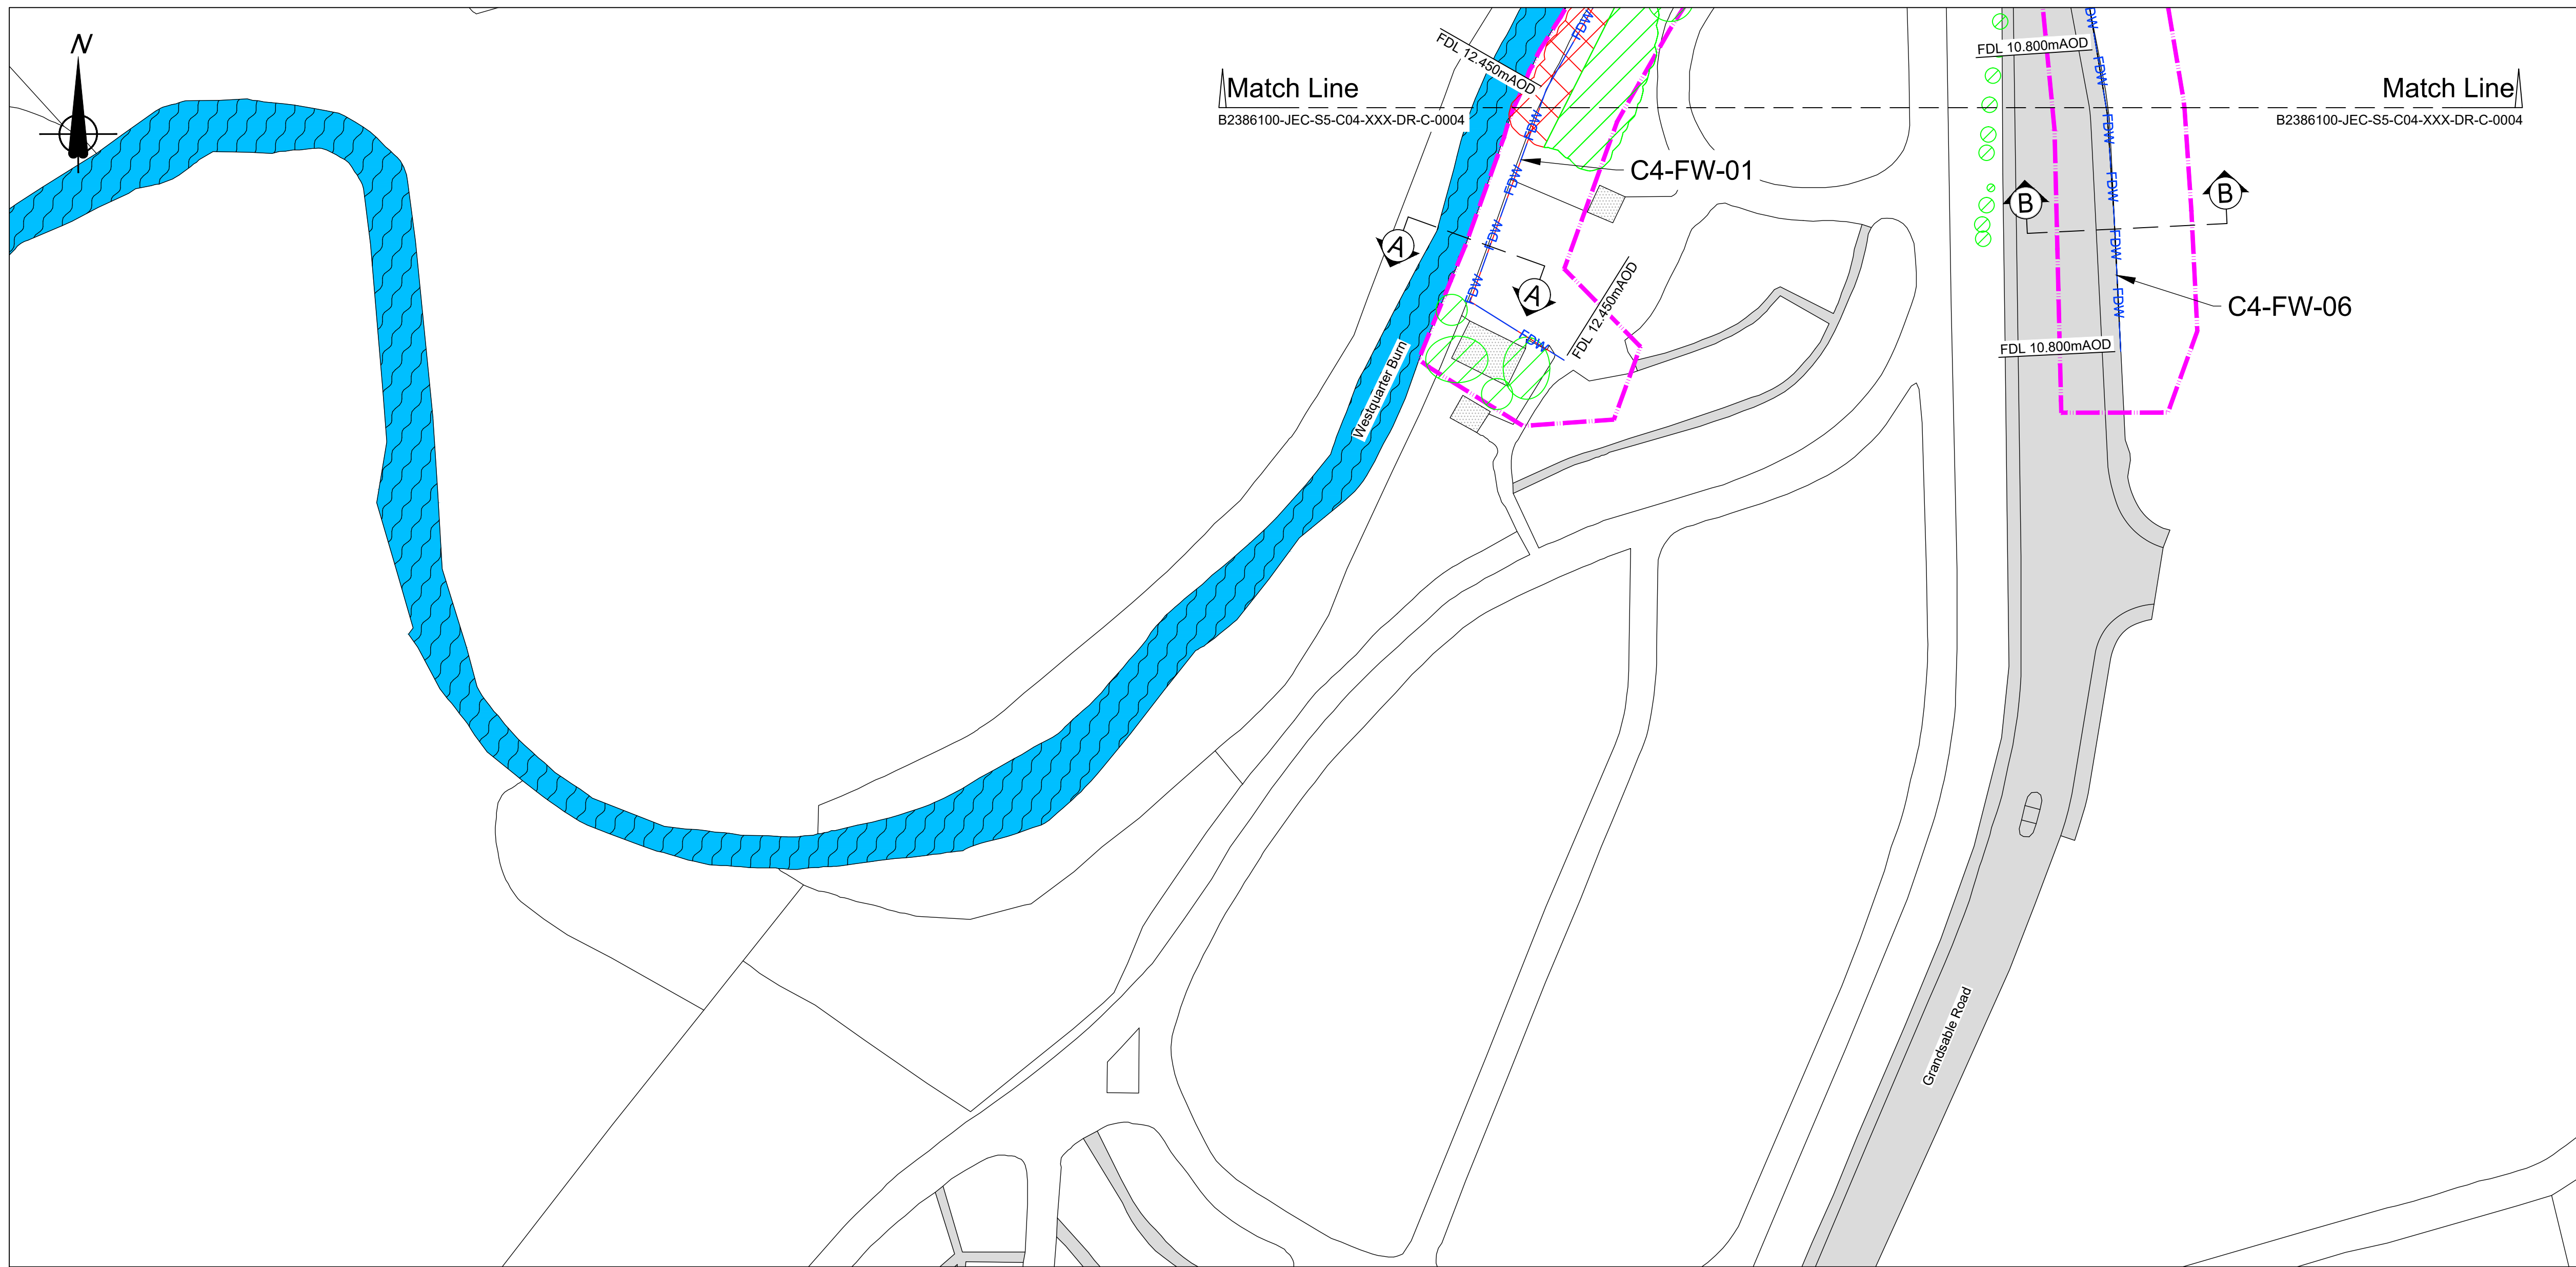 N
FDW
FDL 12.450mAOD
Match Line
B2386100-JEC-S5-C04-XXX-DR-C-0004
FDW
C4-FW-01
FDW
FDW
A
A
FDW
FDW
FDL 12.450mAOD
Westquarter Burn
DW
FDL 10.800mAOD
FDW
Match Line
B2386100-JEC-S5-C04-XXX-DR-C-0004
FDW
FDW
B
B
FDW
FDW
C4-FW-06
FDL 10.800mAOD
Grandsable Road